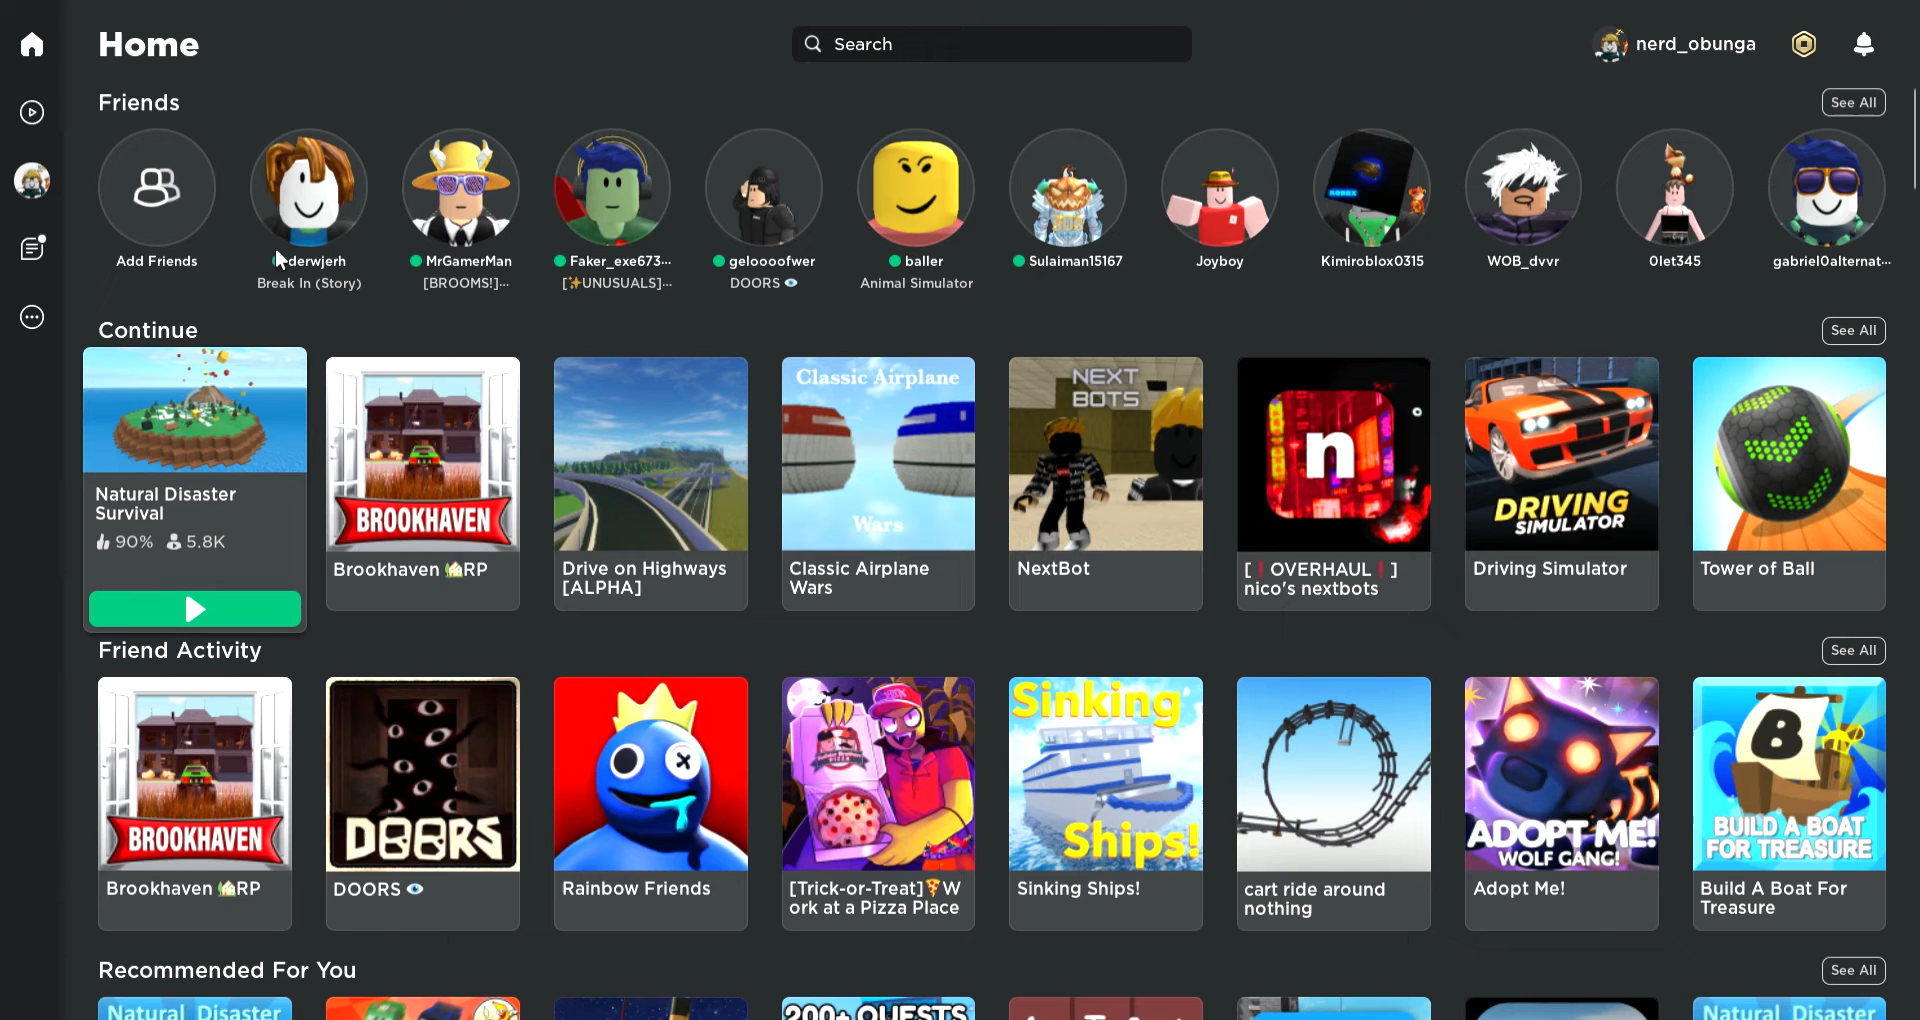 Home
Search
nerd_obunga
Friends
See All
Add Friends
derwjerh
Break In (Story)
MrGamerMan
[BROOMS!]...
Faker_exe673...
[✨UNUSUALS]...
geloooofwer
DOORS 👁
baller
Animal Simulator
Sulaiman15167
Joyboy
Kimiroblox0315
WOB_dvvr
0let345
gabriel0alternat...
Continue
See All
Natural Disaster
Survival
90% 5.8K
BROOKHAVEN
Brookhaven 🏡RP
Drive on Highways
[ALPHA]
Classic Airplane
Wars
Classic Airplane
Wars
NEXT
BOTS
NextBot
n
[❗OVERHAUL❗]
nico's nextbots
DRIVING
SIMULATOR
Driving Simulator
Tower of Ball
Friend Activity
See All
BROOKHAVEN
Brookhaven 🏡RP
DOORS
DOORS 👁
Rainbow Friends
[Trick-or-Treat]🍕W
ork at a Pizza Place
Sinking
Ships!
Sinking Ships!
cart ride around
nothing
ADOPT ME!
WOLF GANG!
Adopt Me!
B
BUILD A BOAT
FOR TREASURE
Build A Boat For
Treasure
Recommended For You
See All
Natural Disaster
200+ QUESTS
Natural Disaster